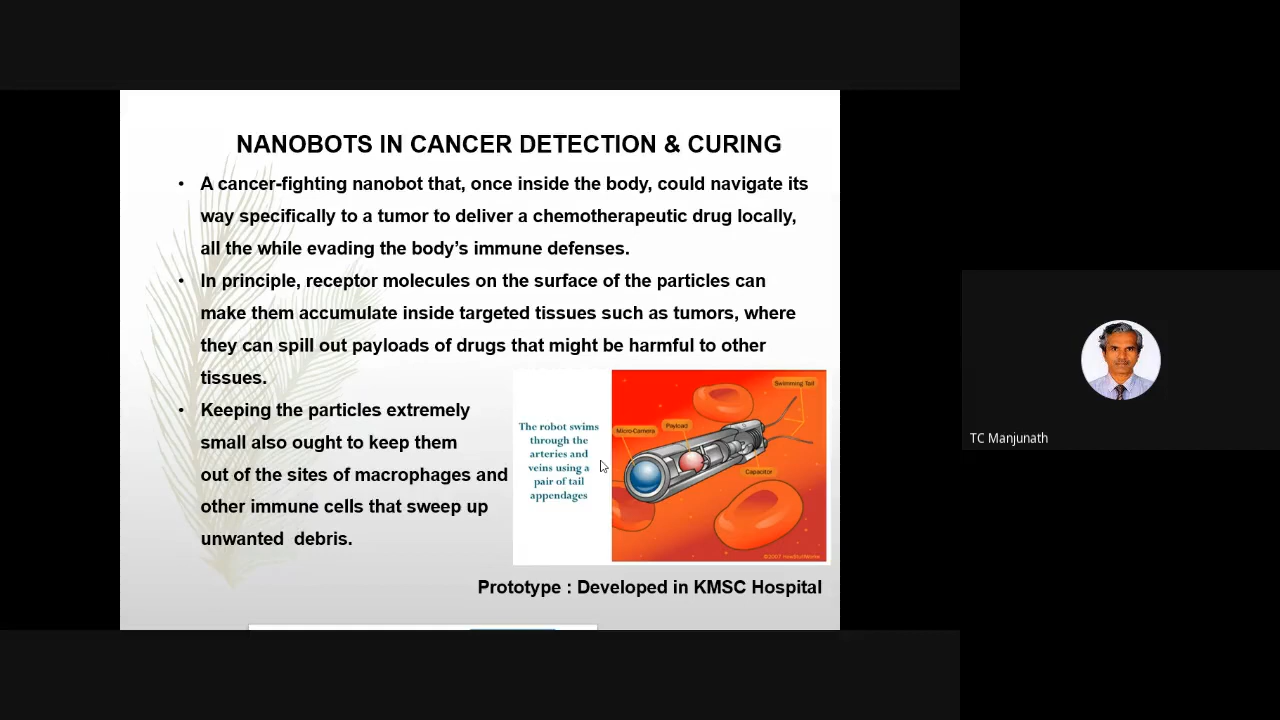 NANOBOTS IN CANCER DETECTION & CURING
• A cancer-fighting nanobot that, once inside the body, could navigate its
way specifically to a tumor to deliver a chemotherapeutic drug locally,
all the while evading the body's immune defenses.
• In principle, receptor molecules on the surface of the particles can
make them accumulate inside targeted tissues such as tumors, where
they can spill out payloads of drugs that might be harmful to other
tissues.
• Keeping the particles extremely
small also ought to keep them
out of the sites of macrophages and
other immune cells that sweep up
unwanted debris.
The robot swims
through the
arteries and
veins using a
pair of tail
appendages
Swimming Tail
Micro-Camera
Payload
Capacitor
©2007 HowStuffWorks
Prototype : Developed in KMSC Hospital
TC Manjunath